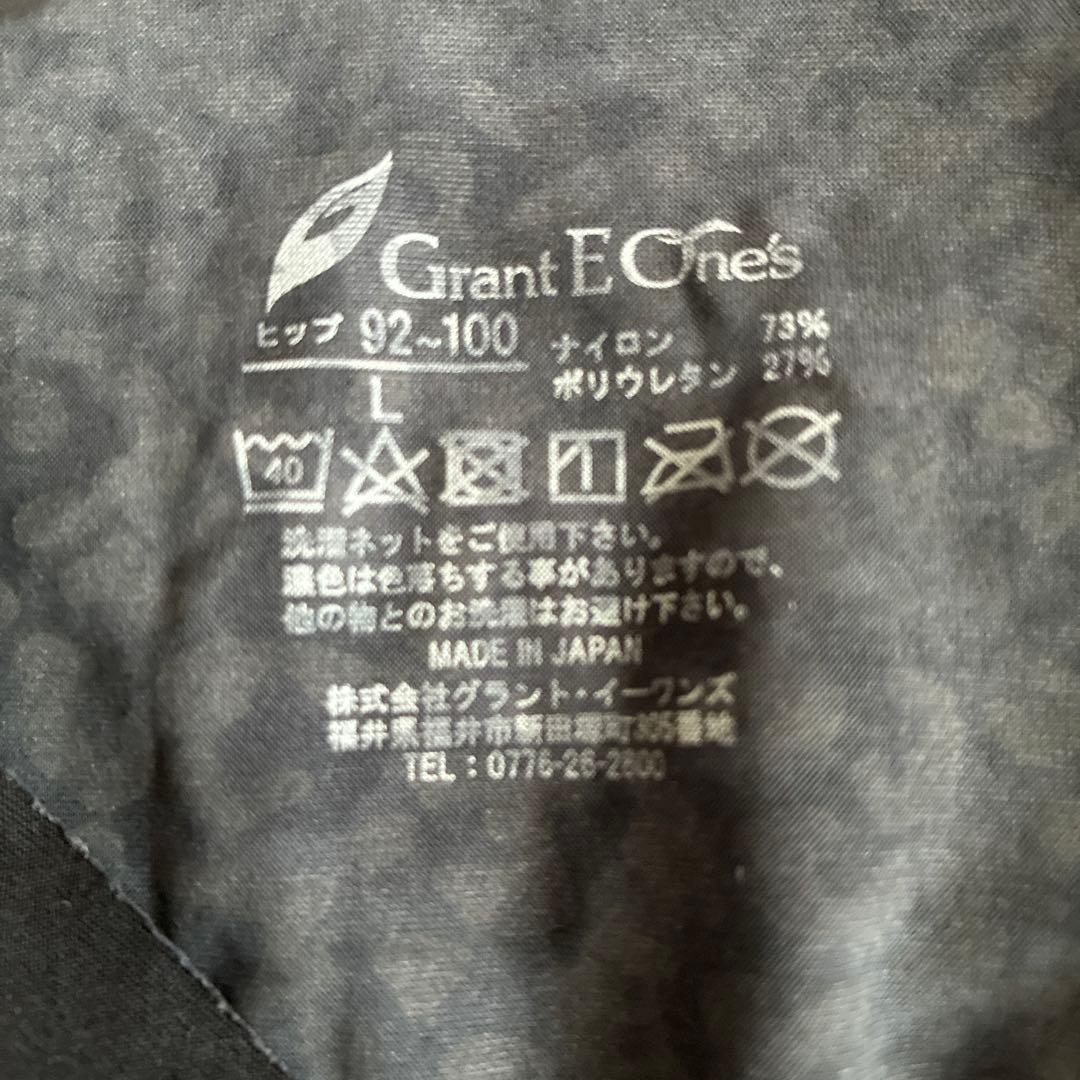 Grant E One's
ヒップ 92~100
L
ナイロン 73%
ポリウレタン 27%
40
洗濯ネットをご使用下さい。
濃色は色落ちする事がありますので、
他の物とのお洗濯はお避け下さい。
MADE IN JAPAN
株式会社グラント・イーワンズ
福井県福井市新田塚町305番地
TEL：0776-26-2800